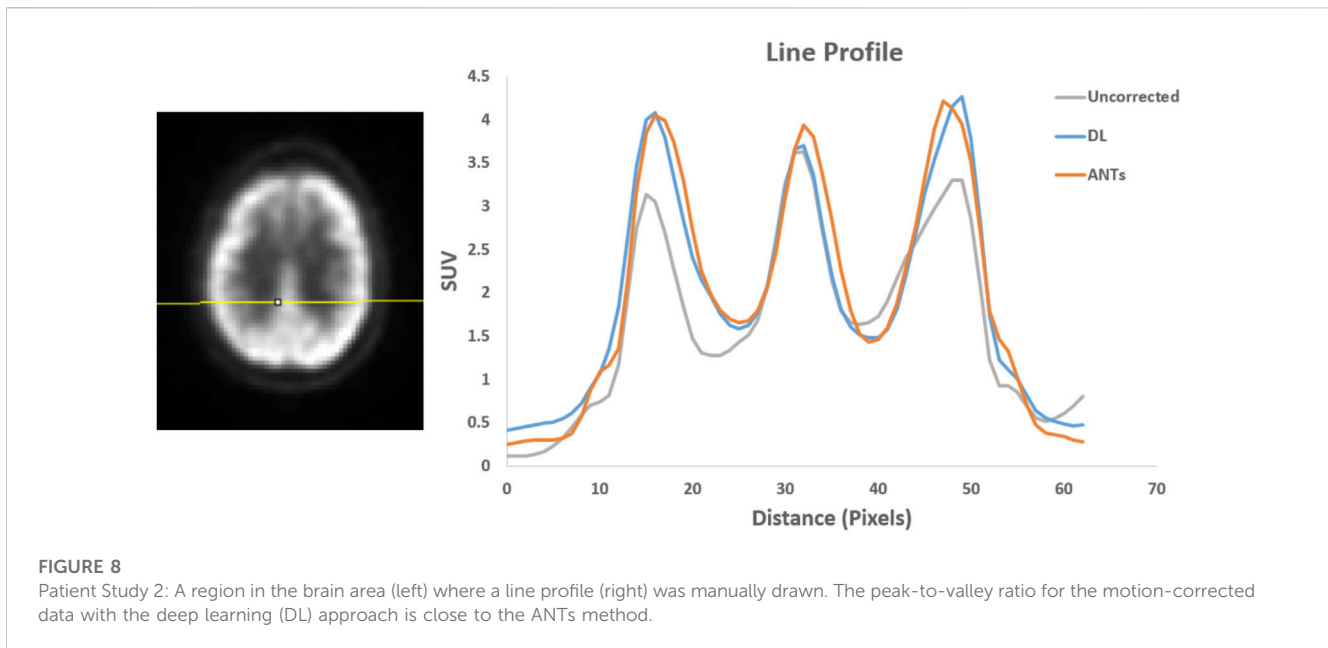 Line Profile
4.5
4
3.5
3
2.5
2
1.5
1
0.5
0
SUV
0 10 20 30 40 50 60 70
Distance (Pixels)
Uncorrected
DL
ANTs
FIGURE 8
Patient Study 2: A region in the brain area (left) where a line profile (right) was manually drawn. The peak-to-valley ratio for the motion-corrected
data with the deep learning (DL) approach is close to the ANTs method.